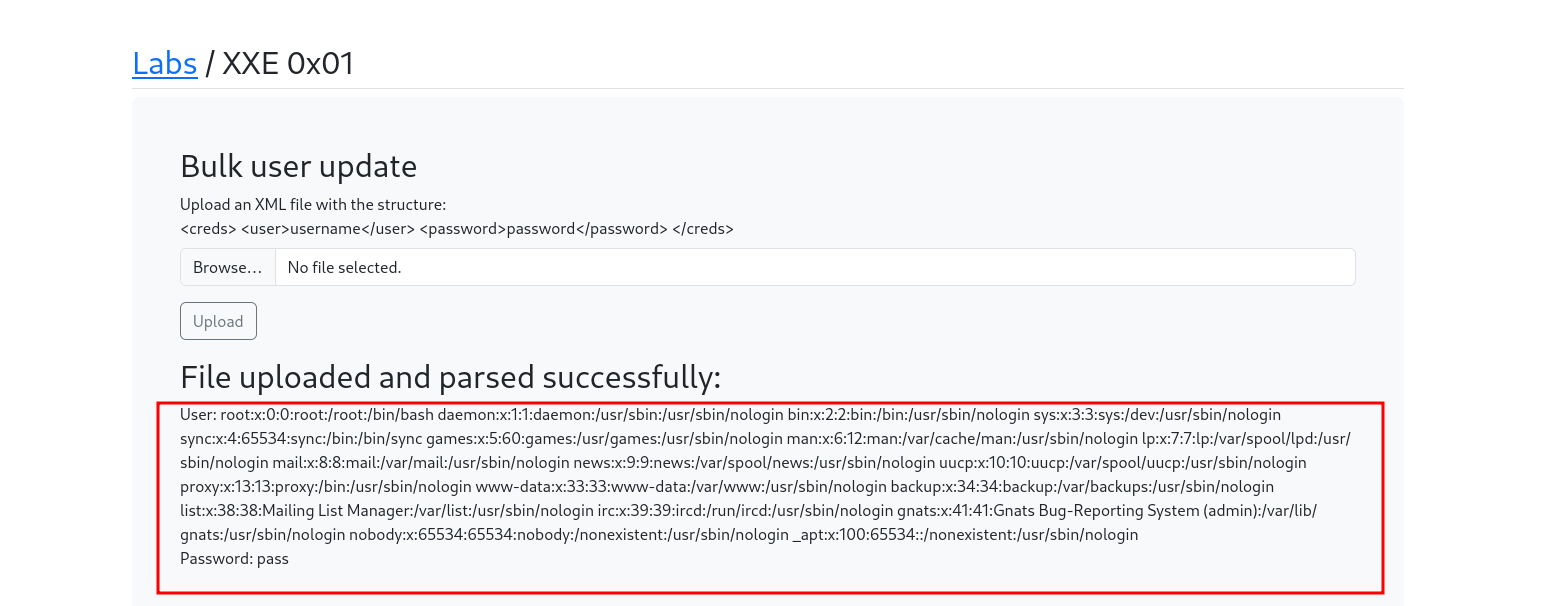 Labs / XXE 0x01
Bulk user update
Upload an XML file with the structure:
<creds> <user>username</user> <password>password</password> </creds>
Browse... No file selected.
Upload
File uploaded and parsed successfully:
User: root:x:0:0:root:/root:/bin/bash daemon:x:1:1:daemon:/usr/sbin:/usr/sbin/nologin bin:x:2:2:bin:/bin:/usr/sbin/nologin sys:x:3:3:sys:/dev:/usr/sbin/nologin
sync:x:4:65534:sync:/bin:/bin/sync games:x:5:60:games:/usr/games:/usr/sbin/nologin man:x:6:12:man:/var/cache/man:/usr/sbin/nologin lp:x:7:7:lp:/var/spool/lpd:/usr/
sbin/nologin mail:x:8:8:mail:/var/mail:/usr/sbin/nologin news:x:9:9:news:/var/spool/news:/usr/sbin/nologin uucp:x:10:10:uucp:/var/spool/uucp:/usr/sbin/nologin
proxy:x:13:13:proxy:/bin:/usr/sbin/nologin www-data:x:33:33:www-data:/var/www:/usr/sbin/nologin backup:x:34:34:backup:/var/backups:/usr/sbin/nologin
list:x:38:38:Mailing List Manager:/var/list:/usr/sbin/nologin irc:x:39:39:ircd:/run/ircd:/usr/sbin/nologin gnats:x:41:41:Gnats Bug-Reporting System (admin):/var/lib/
gnats:/usr/sbin/nologin nobody:x:65534:65534:nobody:/nonexistent:/usr/sbin/nologin _apt:x:100:65534::/nonexistent:/usr/sbin/nologin
Password: pass